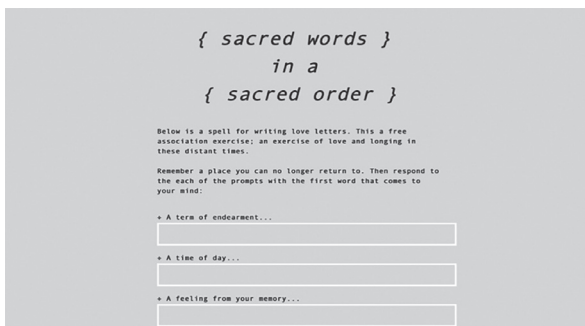 { sacred words }
in a
{ sacred order }
Below is a spell for writing love letters. This a free
association exercise; an exercise of love and longing in
these distant times.
Remember a place you can no longer return to. Then respond to
the each of the prompts with the first word that comes to
your mind:
+ A term of endearment...
+ A time of day...
+ A feeling from your memory...